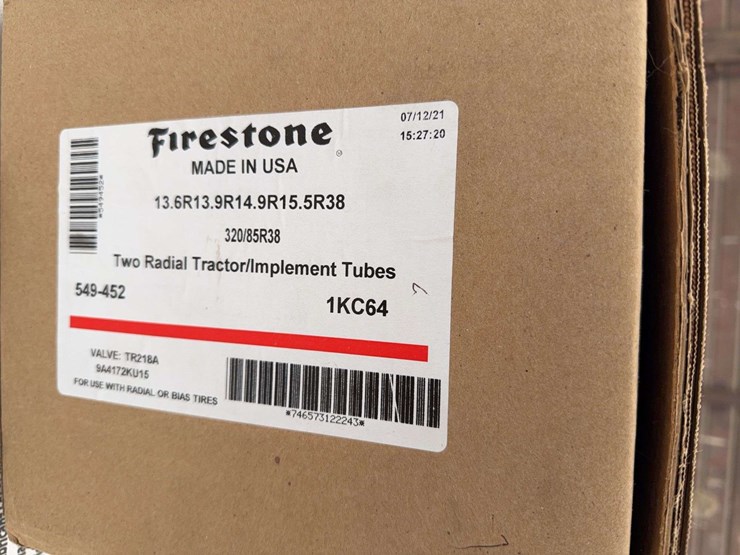 Firestone
07/12/21
15:27:20
MADE IN USA
13.6R13.9R14.9R15.5R38
320/85R38
Two Radial Tractor/Implement Tubes
549-452
1KC64
VALVE: TR218A
9A4172KU15
FOR USE WITH RADIAL OR BIAS TIRES
*746573122243*
*549452*